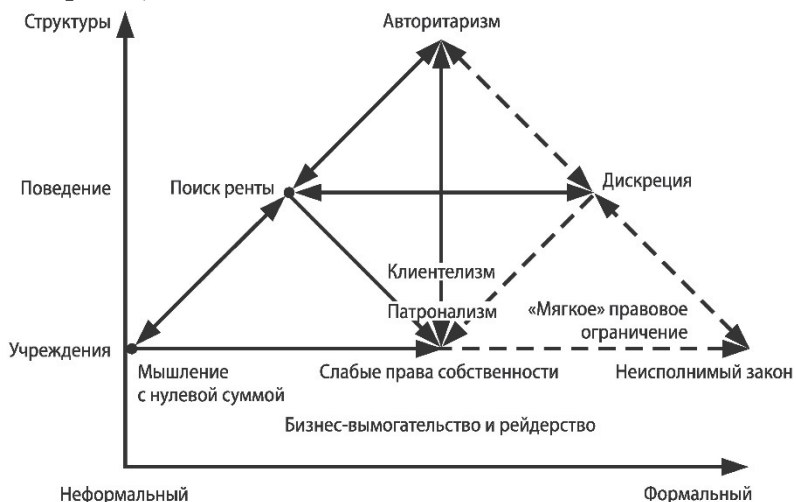 Структуры
Авторитаризм
Поведение
Поиск ренты
Дискреция
Клиентелизм
Патронализм
«Мягкое» правовое
ограничение
Учреждения
Мышление
с нулевой суммой
Слабые права собственности
Неисполнимый закон
Бизнес-вымогательство и рейдерство
Неформальный
Формальный